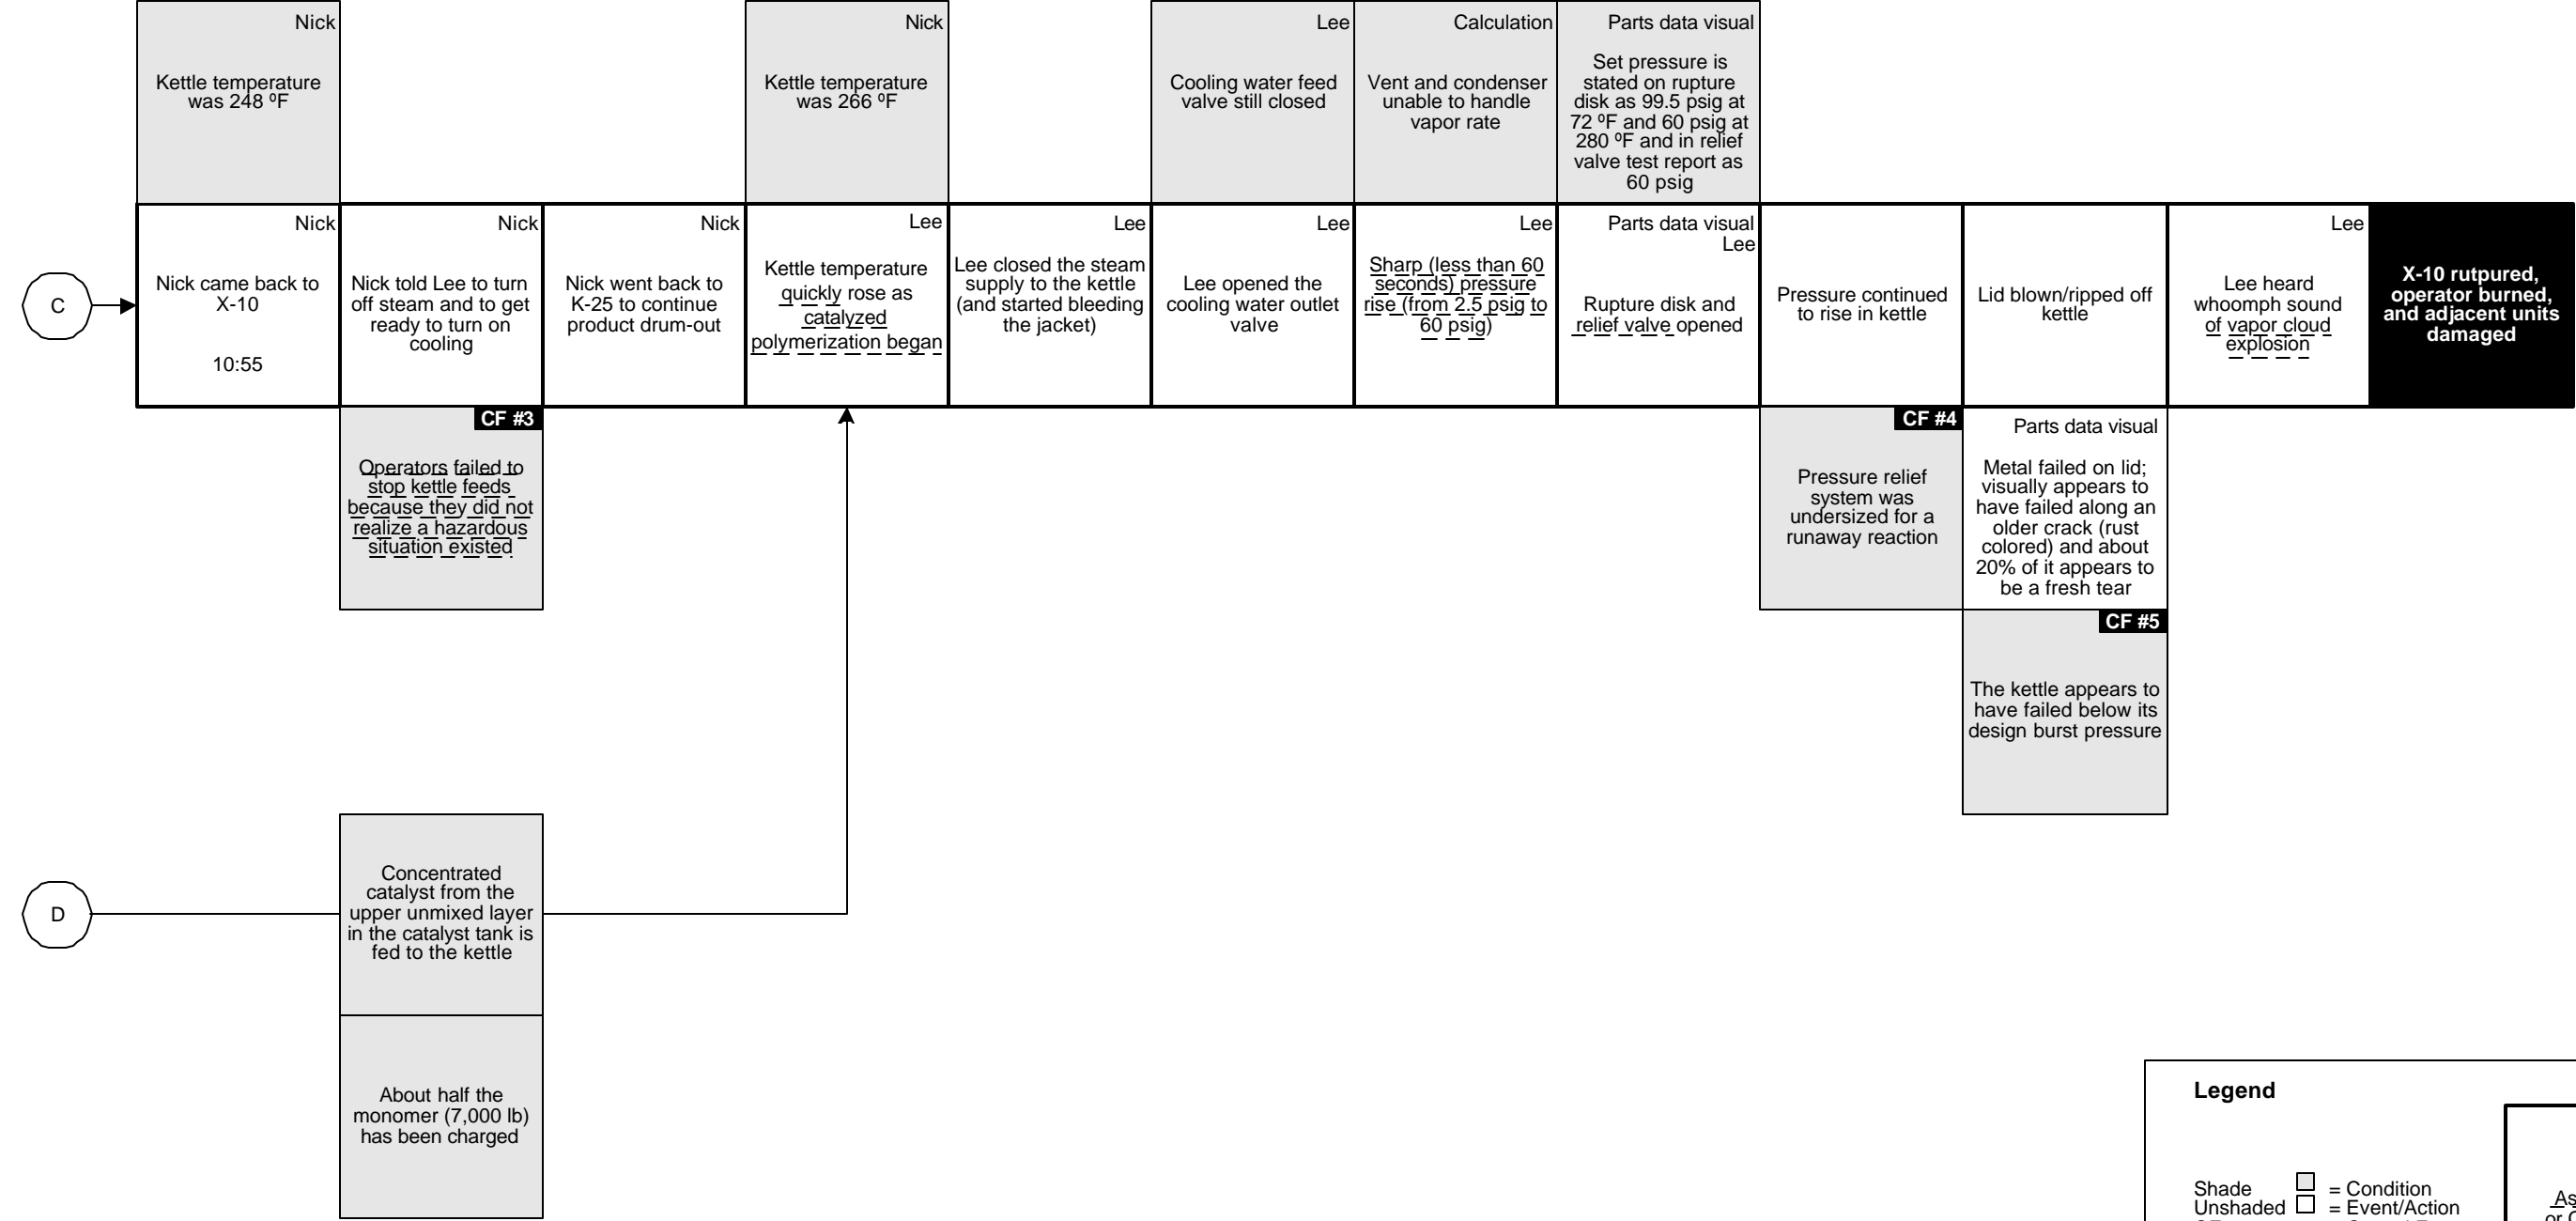 Nick
Kettle temperature
was 248 ºF
Nick
Kettle temperature
was 266 ºF
Lee
Cooling water feed
valve still closed
Calculation
Vent and condenser
unable to handle
vapor rate
Parts data visual
Set pressure is
stated on rupture
disk as 99.5 psig at
72 ºF and 60 psig at
280 ºF and in relief
valve test report as
60 psig
C
Nick
Nick came back to
X-10
10:55
Nick
Nick told Lee to turn
off steam and to get
ready to turn on
cooling
Nick
Nick went back to
K-25 to continue
product drum-out
Lee
Kettle temperature
quickly rose as
catalyzed
polymerization began
Lee
Lee closed the steam
supply to the kettle
(and started bleeding
the jacket)
Lee
Lee opened the
cooling water outlet
valve
Lee
Sharp (less than 60
seconds) pressure
rise (from 2.5 psig to
60 psig)
Parts data visual
Lee
Rupture disk and
relief valve opened
Pressure continued
to rise in kettle
Lid blown/ripped off
kettle
Lee
Lee heard
whoomph sound
of vapor cloud
explosion
X-10 rutpured,
operator burned,
and adjacent units
damaged
CF #3
Operators failed to
stop kettle feeds
because they did not
realize a hazardous
situation existed
CF #4
Pressure relief
system was
undersized for a
runaway reaction
Parts data visual
Metal failed on lid;
visually appears to
have failed along an
older crack (rust
colored) and about
20% of it appears to
be a fresh tear
CF #5
The kettle appears to
have failed below its
design burst pressure
D
Concentrated
catalyst from the
upper unmixed layer
in the catalyst tank is
fed to the kettle
About half the
monomer (7,000 lb)
has been charged
Legend
Shade = Condition
Unshaded = Event/Action